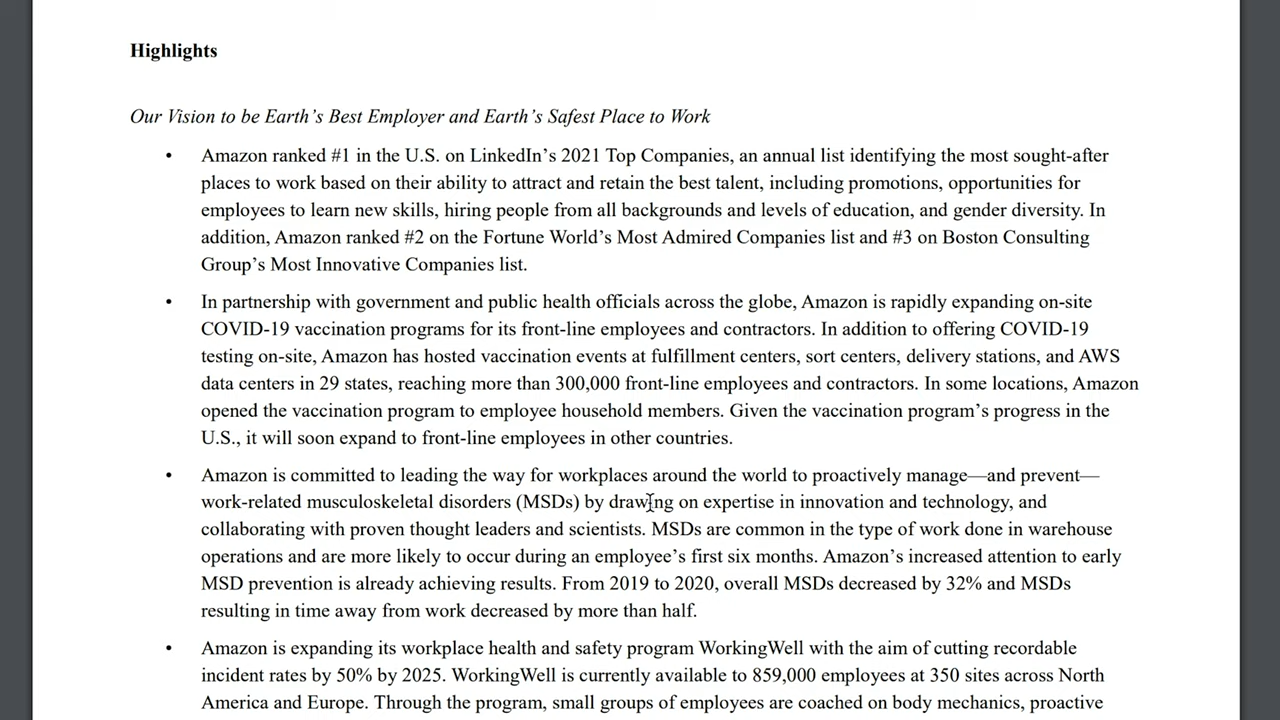 Highlights
Our Vision to be Earth’s Best Employer and Earth’s Safest Place to Work
• Amazon ranked #1 in the U.S. on LinkedIn’s 2021 Top Companies, an annual list identifying the most sought-after
places to work based on their ability to attract and retain the best talent, including promotions, opportunities for
employees to learn new skills, hiring people from all backgrounds and levels of education, and gender diversity. In
addition, Amazon ranked #2 on the Fortune World’s Most Admired Companies list and #3 on Boston Consulting
Group’s Most Innovative Companies list.
• In partnership with government and public health officials across the globe, Amazon is rapidly expanding on-site
COVID-19 vaccination programs for its front-line employees and contractors. In addition to offering COVID-19
testing on-site, Amazon has hosted vaccination events at fulfillment centers, sort centers, delivery stations, and AWS
data centers in 29 states, reaching more than 300,000 front-line employees and contractors. In some locations, Amazon
opened the vaccination program to employee household members. Given the vaccination program’s progress in the
U.S., it will soon expand to front-line employees in other countries.
• Amazon is committed to leading the way for workplaces around the world to proactively manage—and prevent—
work-related musculoskeletal disorders (MSDs) by drawing on expertise in innovation and technology, and
collaborating with proven thought leaders and scientists. MSDs are common in the type of work done in warehouse
operations and are more likely to occur during an employee’s first six months. Amazon’s increased attention to early
MSD prevention is already achieving results. From 2019 to 2020, overall MSDs decreased by 32% and MSDs
resulting in time away from work decreased by more than half.
• Amazon is expanding its workplace health and safety program WorkingWell with the aim of cutting recordable
incident rates by 50% by 2025. WorkingWell is currently available to 859,000 employees at 350 sites across North
America and Europe. Through the program, small groups of employees are coached on body mechanics, proactive